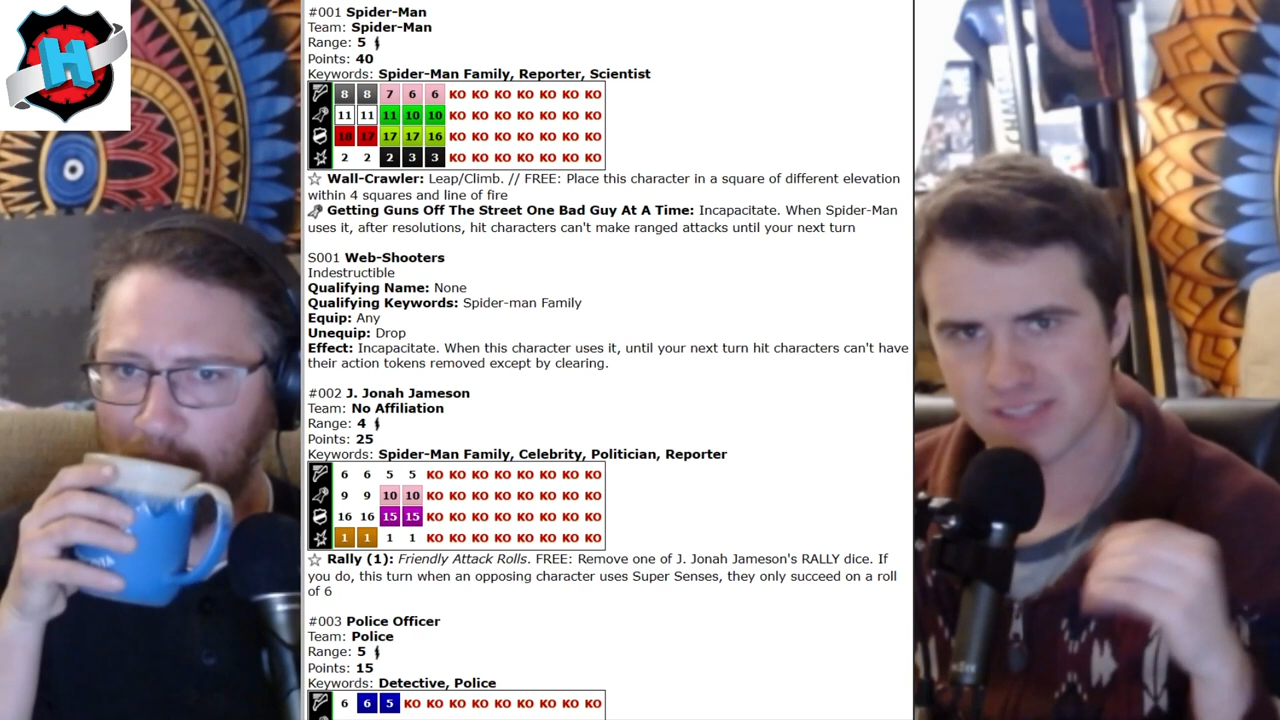 H
#001 Spider-Man
Team: Spider-Man
Range: 5
Points: 40
Keywords: Spider-Man Family, Reporter, Scientist
8 8 7 6 6 KO KO KO KO KO KO KO
11 11 11 10 10 KO KO KO KO KO KO KO
18 17 17 17 16 KO KO KO KO KO KO KO
2 2 2 3 3 KO KO KO KO KO KO KO
☆ Wall-Crawler: Leap/Climb. // FREE: Place this character in a square of different elevation
within 4 squares and line of fire
Getting Guns Off The Street One Bad Guy At A Time: Incapacitate. When Spider-Man
uses it, after resolutions, hit characters can't make ranged attacks until your next turn
S001 Web-Shooters
Indestructible
Qualifying Name: None
Qualifying Keywords: Spider-man Family
Equip: Any
Unequip: Drop
Effect: Incapacitate. When this character uses it, until your next turn hit characters can't have
their action tokens removed except by clearing.
#002 J. Jonah Jameson
Team: No Affiliation
Range: 4
Points: 25
Keywords: Spider-Man Family, Celebrity, Politician, Reporter
6 6 5 5 KO KO KO KO KO KO KO KO
9 9 10 10 KO KO KO KO KO KO KO KO
16 16 15 15 KO KO KO KO KO KO KO KO
1 1 1 1 KO KO KO KO KO KO KO KO
☆ Rally (1): Friendly Attack Rolls. FREE: Remove one of J. Jonah Jameson's RALLY dice. If
you do, this turn when an opposing character uses Super Senses, they only succeed on a roll
of 6
#003 Police Officer
Team: Police
Range: 5
Points: 15
Keywords: Detective, Police
6 6 5 KO KO KO KO KO KO KO KO KO